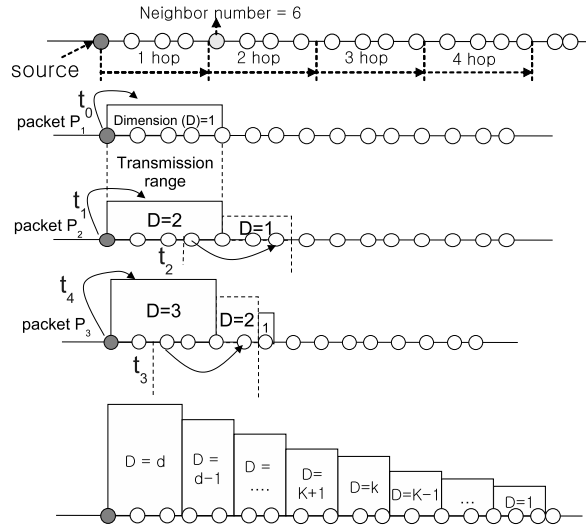 Neighbor number = 6
source
1 hop 2 hop 3 hop 4 hop
t0
packet P1
Dimension (D)=1
Transmission
range
t1
packet P2
D=2
D=1
t2
t4
packet P3
D=3
D=2
1
t3
D = d
D =
d-1
D =
....
D=
K+1
D=k
D=K-1
...
D=1